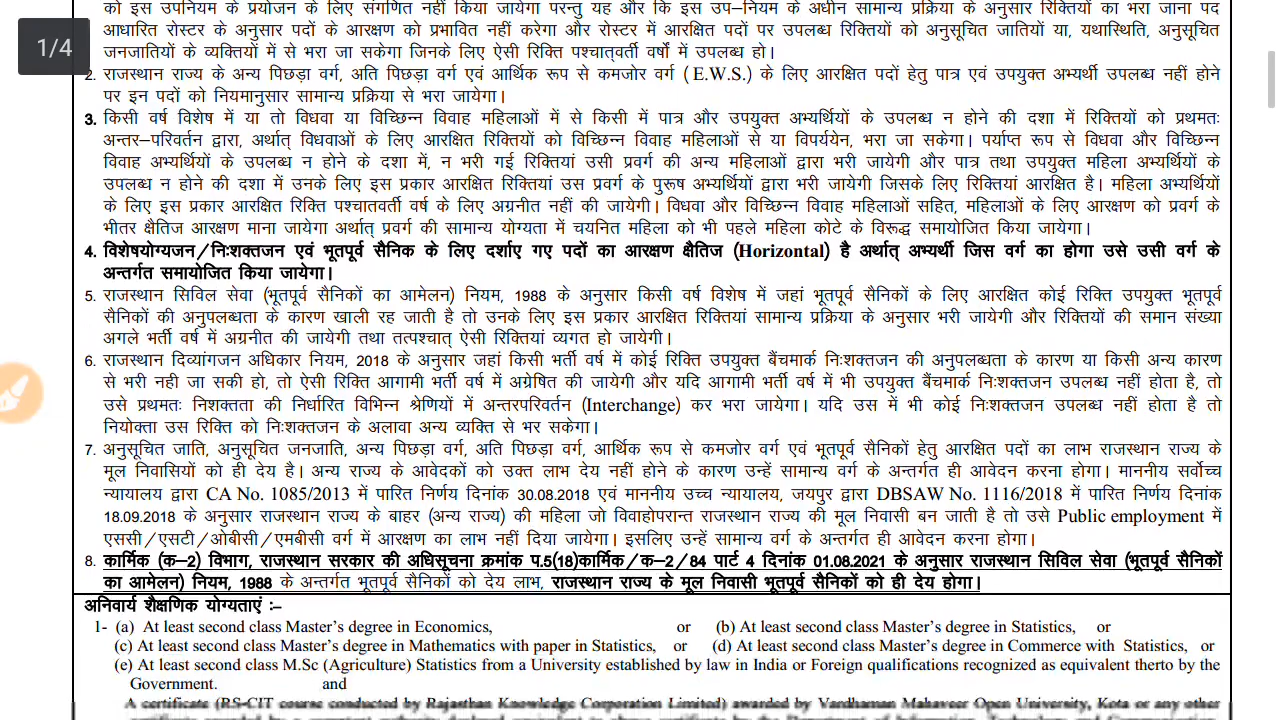 को इस उपनियम के प्रयोजन के लिए संगणित नहीं किया जायेगा परन्तु यह और कि इस उप–नियम के अधीन सामान्य प्रक्रिया के अनुसार रिक्तियों का भरा जाना पद
आधारित रोस्टर के अनुसार पदों के आरक्षण को प्रभावित नहीं करेगा और रोस्टर में आरक्षित पदों पर उपलब्ध रिक्तियों को अनुसूचित जातियों या, यथास्थिति, अनुसूचित
1/4
जनजातियों के व्यक्तियों में से भरा जा सकेगा जिनके लिए ऐसी रिक्ति पश्चात्वर्ती वर्षों में उपलब्ध हो।
2. राजस्थान राज्य के अन्य पिछड़ा वर्ग, अति पिछड़ा वर्ग एवं आर्थिक रूप से कमजोर वर्ग ( E.W.S.) के लिए आरक्षित पदों हेतु पात्र एवं उपयुक्त अभ्यर्थी उपलब्ध नहीं होने
पर इन पदों को नियमानुसार सामान्य प्रक्रिया से भरा जायेगा।
3. किसी वर्ष विशेष में या तो विधवा या विच्छिन्न विवाह महिलाओं में से किसी में पात्र और उपयुक्त अभ्यर्थियों के उपलब्ध न होने की दशा में रिक्तियों को प्रथमतः
अन्तर–परिवर्तन द्वारा, अर्थात् विधवाओं के लिए आरक्षित रिक्तियों को विच्छिन्न विवाह महिलाओं से या विपर्ययेन, भरा जा सकेगा। पर्याप्त रूप से विधवा और विच्छिन्न
विवाह अभ्यर्थियों के उपलब्ध न होने के दशा में, न भरी गई रिक्तियां उसी प्रवर्ग की अन्य महिलाओं द्वारा भरी जायेगी और पात्र तथा उपयुक्त महिला अभ्यर्थियों के
उपलब्ध न होने की दशा में उनके लिए इस प्रकार आरक्षित रिक्तियां उस प्रवर्ग के पुरूष अभ्यर्थियों द्वारा भरी जायेगी जिसके लिए रिक्तियां आरक्षित है। महिला अभ्यर्थियों
के लिए इस प्रकार आरक्षित रिक्ति पश्चातवर्ती वर्ष के लिए अग्रनीत नहीं की जायेगी। विधवा और विच्छिन्न विवाह महिलाओं सहित, महिलाओं के लिए आरक्षण को प्रवर्ग के
भीतर क्षैतिज आरक्षण माना जायेगा अर्थात् प्रवर्ग की सामान्य योग्यता में चयनित महिला को भी पहले महिला कोटे के विरूद्ध समायोजित किया जायेगा।
4. विशेषयोग्यजन/निःशक्तजन एवं भूतपूर्व सैनिक के लिए दर्शाए गए पदों का आरक्षण क्षैतिज (Horizontal) है अर्थात् अभ्यर्थी जिस वर्ग का होगा उसे उसी वर्ग के
अन्तर्गत समायोजित किया जायेगा।
5. राजस्थान सिविल सेवा (भूतपूर्व सैनिकों का आमेलन) नियम, 1988 के अनुसार किसी वर्ष विशेष में जहां भूतपूर्व सैनिकों के लिए आरक्षित कोई रिक्ति उपयुक्त भूतपूर्व
सैनिकों की अनुपलब्धता के कारण खाली रह जाती है तो उनके लिए इस प्रकार आरक्षित रिक्तियां सामान्य प्रक्रिया के अनुसार भरी जायेगी और रिक्तियों की समान संख्या
अगले भर्ती वर्ष में अग्रनीत की जायेगी तथा तत्पश्चात् ऐसी रिक्तियां व्यगत हो जायेगी।
6. राजस्थान दिव्यांगजन अधिकार नियम, 2018 के अनुसार जहां किसी भर्ती वर्ष में कोई रिक्ति उपयुक्त बैंचमार्क निःशक्तजन की अनुपलब्धता के कारण या किसी अन्य कारण
से भरी नही जा सकी हो, तो ऐसी रिक्ति आगामी भर्ती वर्ष में अग्रेषित की जायेगी और यदि आगामी भर्ती वर्ष में भी उपयुक्त बैंचमार्क निःशक्तजन उपलब्ध नहीं होता है, तो
उसे प्रथमतः निशक्तता की निर्धारित विभिन्न श्रेणियों में अन्तरपरिवर्तन (Interchange) कर भरा जायेगा। यदि उस में भी कोई निःशक्तजन उपलब्ध नहीं होता है तो
नियोक्ता उस रिक्ति को निःशक्तजन के अलावा अन्य व्यक्ति से भर सकेगा।
7. अनुसूचित जाति, अनुसूचित जनजाति, अन्य पिछड़ा वर्ग, अति पिछड़ा वर्ग, आर्थिक रूप से कमजोर वर्ग एवं भूतपूर्व सैनिकों हेतु आरक्षित पदों का लाभ राजस्थान राज्य के
मूल निवासियों को ही देय है। अन्य राज्य के आवेदकों को उक्त लाभ देय नहीं होने के कारण उन्हें सामान्य वर्ग के अन्तर्गत ही आवेदन करना होगा। माननीय सर्वोच्च
न्यायालय द्वारा CA No. 1085/2013 में पारित निर्णय दिनांक 30.08.2018 एवं माननीय उच्च न्यायालय, जयपुर द्वारा DBSAW No. 1116/2018 में पारित निर्णय दिनांक
18.09.2018 के अनुसार राजस्थान राज्य के बाहर (अन्य राज्य) की महिला जो विवाहोपरान्त राजस्थान राज्य की मूल निवासी बन जाती है तो उसे Public employment में
एससी/एसटी/ओबीसी/एमबीसी वर्ग में आरक्षण का लाभ नहीं दिया जायेगा। इसलिए उन्हें सामान्य वर्ग के अन्तर्गत ही आवेदन करना होगा।
8. कार्मिक (क–2) विभाग, राजस्थान सरकार की अधिसूचना क्रमांक प.5(18)कार्मिक/क–2/84 पार्ट 4 दिनांक 01.08.2021 के अनुसार राजस्थान सिविल सेवा (भूतपूर्व सैनिकों
का आमेलन) नियम, 1988 के अन्तर्गत भूतपूर्व सैनिकों को देय लाभ, राजस्थान राज्य के मूल निवासी भूतपूर्व सैनिकों को ही देय होगा।
अनिवार्य शैक्षणिक योग्यताएं :–
1- (a) At least second class Master's degree in Economics, or (b) At least second class Master's degree in Statistics, or
(c) At least second class Master's degree in Mathematics with paper in Statistics, or (d) At least second class Master's degree in Commerce with Statistics, or
(e) At least second class M.Sc (Agriculture) Statistics from a University established by law in India or Foreign qualifications recognized as equivalent therto by the
Government. and
A certificate (RS-CIT course conducted by Rajasthan Knowledge Corporation Limited) awarded by Vardhaman Mahaveer Open University, Kota or any other